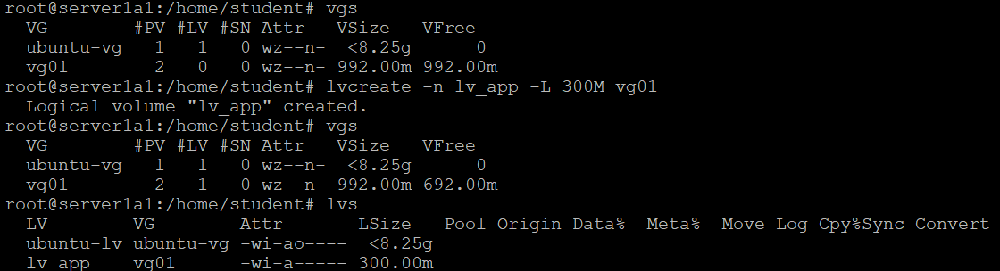 root@server1a1:/home/student# vgs
  VG        #PV #LV #SN Attr   VSize   VFree
  ubuntu-vg   1   1   0 wz--n-  <8.25g      0
  vg01        2   0   0 wz--n- 992.00m 992.00m
root@server1a1:/home/student# lvcreate -n lv_app -L 300M vg01
  Logical volume "lv_app" created.
root@server1a1:/home/student# vgs
  VG        #PV #LV #SN Attr   VSize   VFree
  ubuntu-vg   1   1   0 wz--n-  <8.25g      0
  vg01        2   1   0 wz--n- 992.00m 692.00m
root@server1a1:/home/student# lvs
  LV        VG        Attr       LSize   Pool Origin Data%  Meta%  Move Log Cpy%Sync Convert
  ubuntu-lv ubuntu-vg -wi-ao----  <8.25g
  lv_app    vg01      -wi-a----- 300.00m